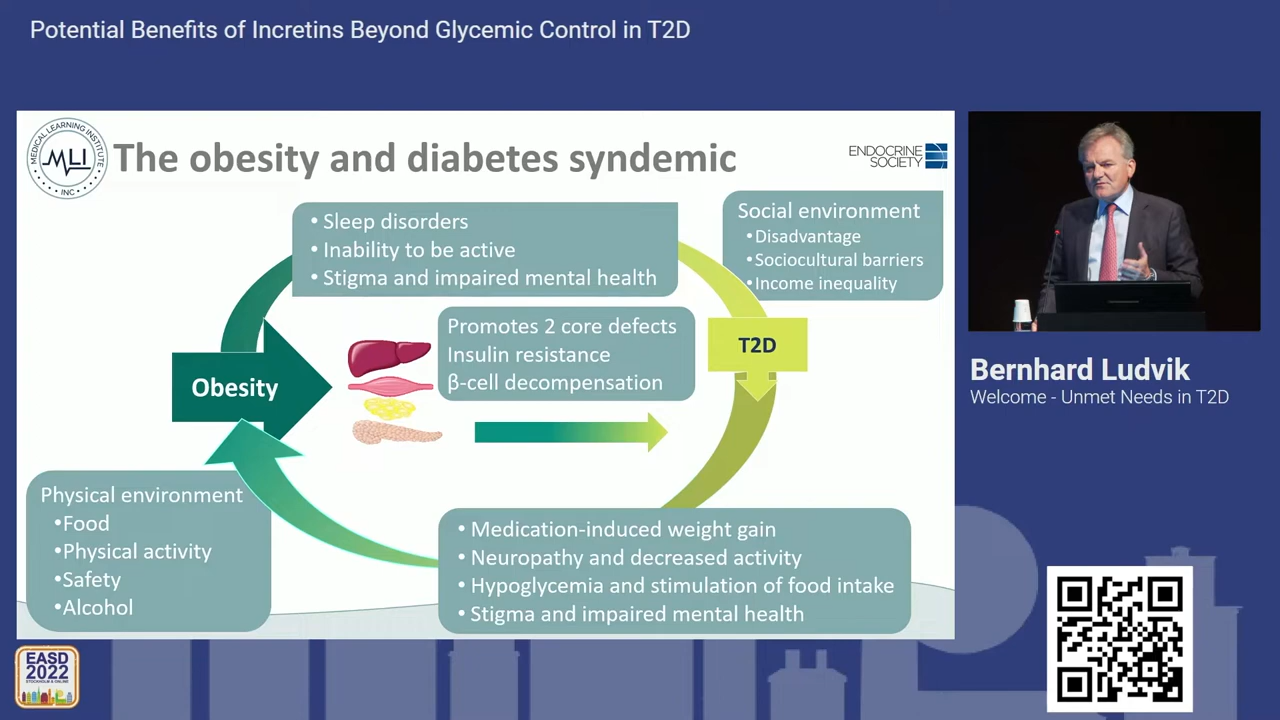 Potential Benefits of Incretins Beyond Glycemic Control in T2D
MEDICAL LEARNING INSTITUTE
MLI
INC
The obesity and diabetes syndemic
ENDOCRINE
SOCIETY
• Sleep disorders
• Inability to be active
• Stigma and impaired mental health
Social environment
•Disadvantage
•Sociocultural barriers
•Income inequality
Promotes 2 core defects
Insulin resistance
β-cell decompensation
T2D
Obesity
Physical environment
•Food
•Physical activity
•Safety
•Alcohol
• Medication-induced weight gain
• Neuropathy and decreased activity
• Hypoglycemia and stimulation of food intake
• Stigma and impaired mental health
Bernhard Ludvik
Welcome - Unmet Needs in T2D
EASD
2022
STOCKHOLM & ONLINE